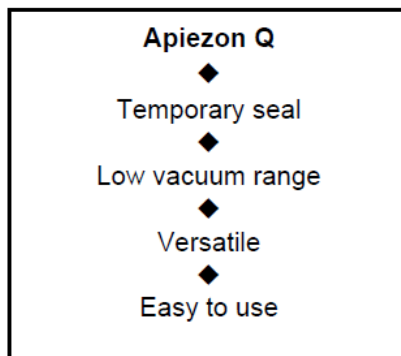 Apiezon Q
◆
Temporary seal
◆
Low vacuum range
◆
Versatile
◆
Easy to use